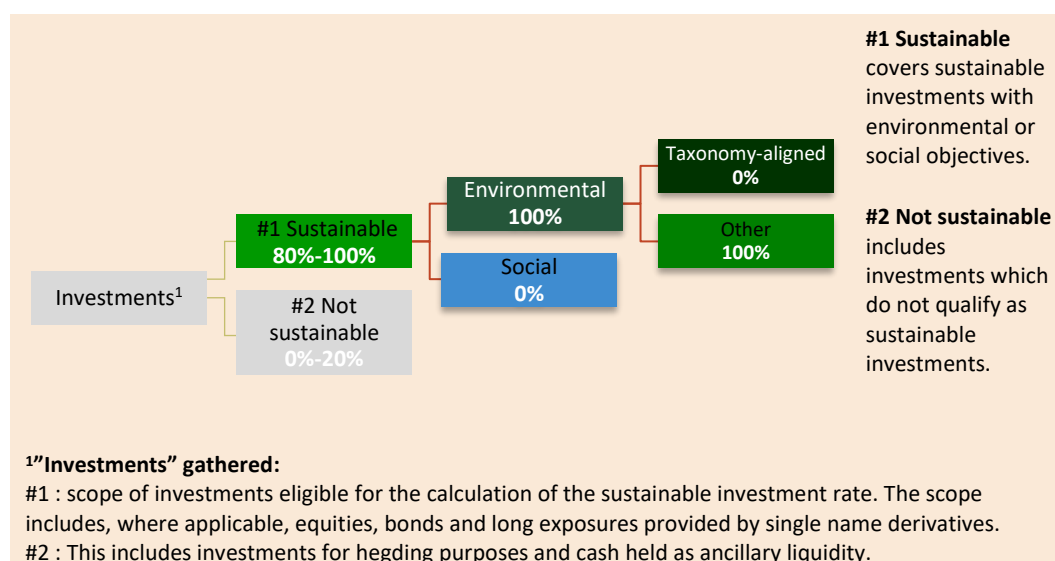 #1 Sustainable
covers sustainable
investments with
environmental or
social objectives.
#2 Not sustainable
includes
investments which
do not qualify as
sustainable
investments.
Investments1
#1 Sustainable
80%-100%
#2 Not
sustainable
0%-20%
Environmental
100%
Social
0%
Taxonomy-aligned
0%
Other
100%
1”Investments” gathered:
#1 : scope of investments eligible for the calculation of the sustainable investment rate. The scope
includes, where applicable, equities, bonds and long exposures provided by single name derivatives.
#2 : This includes investments for hegding purposes and cash held as ancillary liquidity.